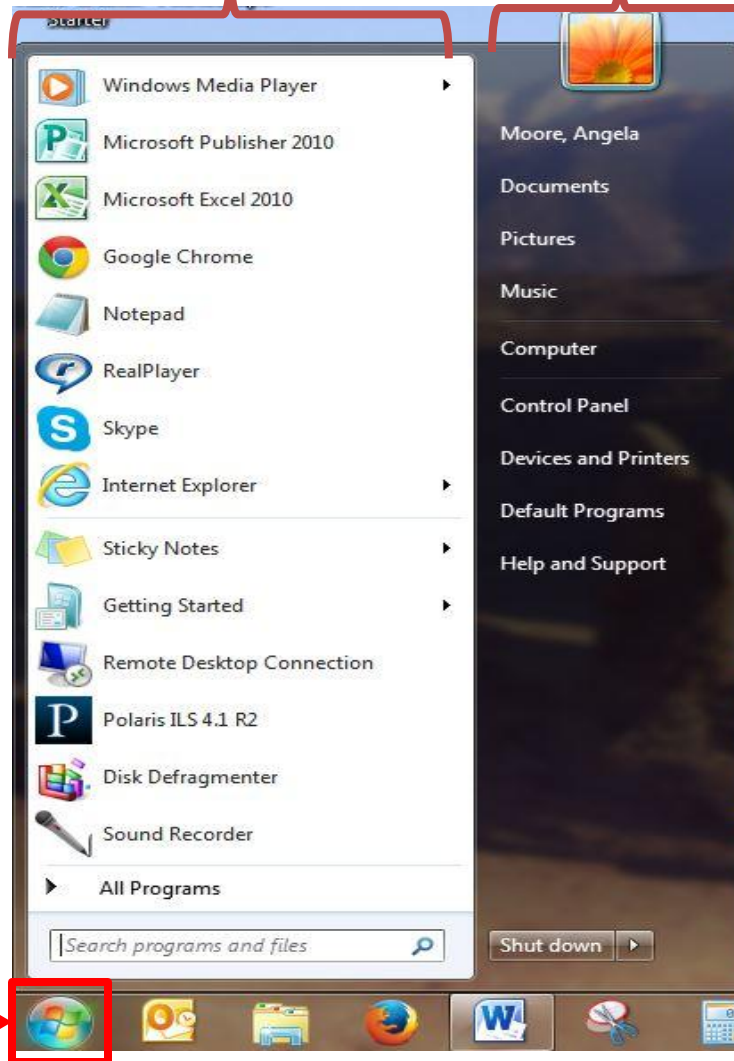 Starter
Windows Media Player
Microsoft Publisher 2010
Microsoft Excel 2010
Google Chrome
Notepad
RealPlayer
Skype
Internet Explorer
Sticky Notes
Getting Started
Remote Desktop Connection
Polaris ILS 4.1 R2
Disk Defragmenter
Sound Recorder
All Programs
Search programs and files
Moore, Angela
Documents
Pictures
Music
Computer
Control Panel
Devices and Printers
Default Programs
Help and Support
Shut down